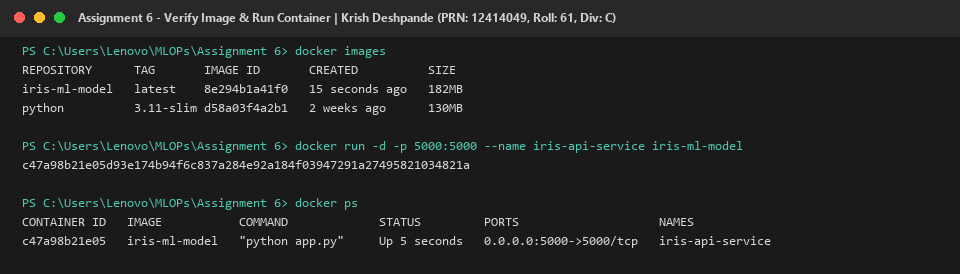 Assignment 6 - Verify Image & Run Container | Krish Deshpande (PRN: 12414049, Roll: 61, Div: C)
PS C:\Users\Lenovo\MLOPs\Assignment 6> docker images
REPOSITORY      TAG       IMAGE ID       CREATED          SIZE
iris-ml-model   latest    8e294b1a41f0   15 seconds ago   182MB
python          3.11-slim d58a03f4a2b1   2 weeks ago      130MB
PS C:\Users\Lenovo\MLOPs\Assignment 6> docker run -d -p 5000:5000 --name iris-api-service iris-ml-model
c47a98b21e05d93e174b94f6c837a284e92a184f03947291a27495821034821a
PS C:\Users\Lenovo\MLOPs\Assignment 6> docker ps
CONTAINER ID   IMAGE           COMMAND             STATUS         PORTS                    NAMES
c47a98b21e05   iris-ml-model   "python app.py"     Up 5 seconds   0.0.0.0:5000->5000/tcp   iris-api-service